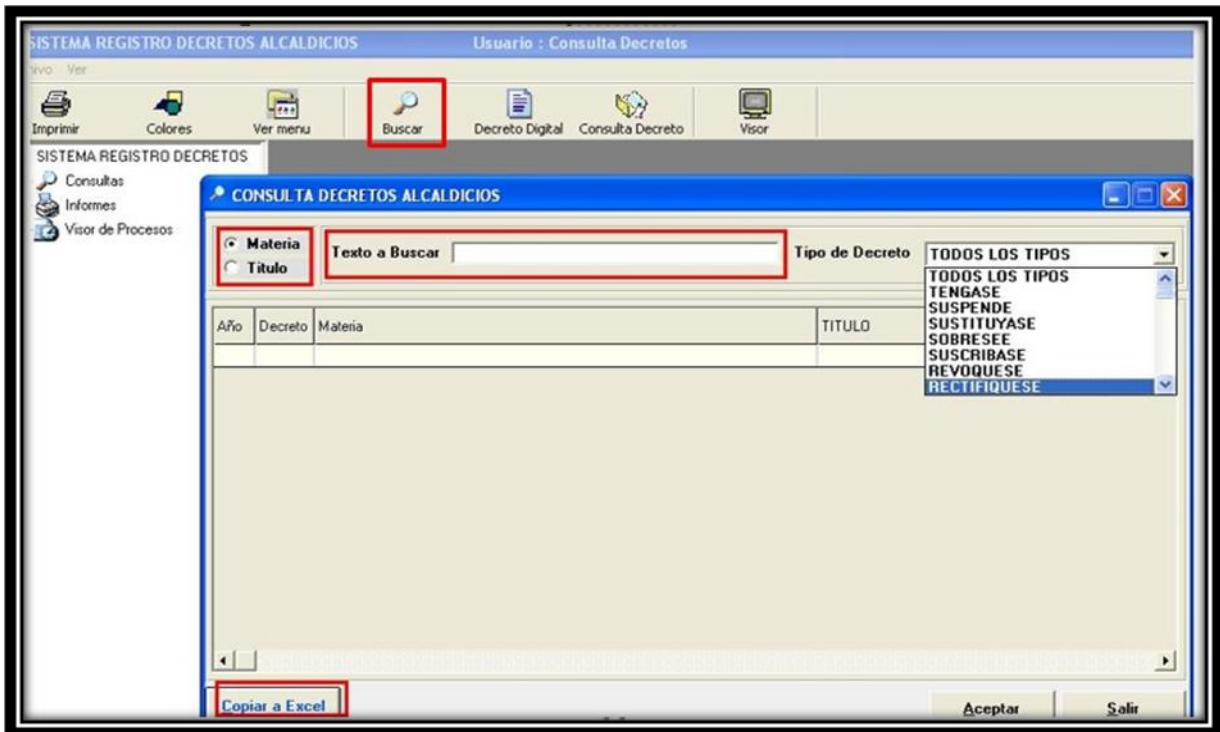 SISTEMA REGISTRO DECRETOS ALCALDICIOS Usuario : Consulta Decretos
ivo Ver
Imprimir Colores Ver menu Buscar Decreto Digital Consulta Decreto Visor
SISTEMA REGISTRO DECRETOS
Consultas
Informes
Visor de Procesos
CONSULTA DECRETOS ALCALDICIOS
Materia
Titulo
Texto a Buscar
Tipo de Decreto TODOS LOS TIPOS
TODOS LOS TIPOS
TENGASE
SUSPENDE
SUSTITUYASE
SOBRESEE
SUSCRIBASE
REVOQUESE
RECTIFIQUESE
Año Decreto Materia TITULO
Copiar a Excel Aceptar Salir